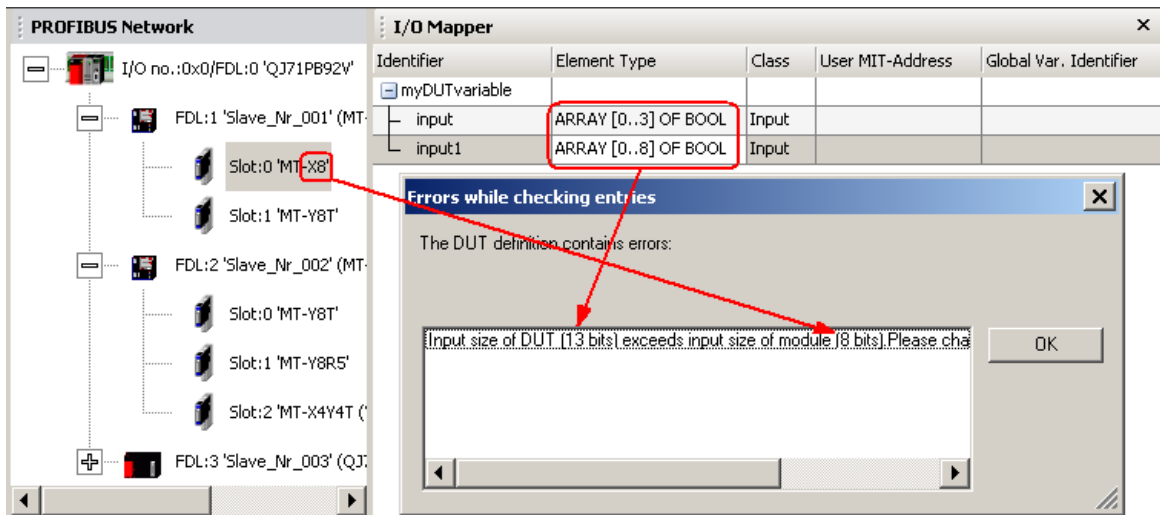 PROFIBUS Network
I/O no.:0x0/FDL:0 'QJ71PB92V'
FDL:1 'Slave_Nr_001' (MT-
Slot:0 'MT-X8'
Slot:1 'MT-Y8T'
FDL:2 'Slave_Nr_002' (MT-
Slot:0 'MT-Y8T'
Slot:1 'MT-Y8R5'
Slot:2 'MT-X4Y4T ('
FDL:3 'Slave_Nr_003' (QJ
I/O Mapper
Identifier Element Type Class User MIT-Address Global Var. Identifier
myDUTvariable
input ARRAY [0..3] OF BOOL Input
input1 ARRAY [0..8] OF BOOL Input
Errors while checking entries
The DUT definition contains errors:
Input size of DUT (13 bits) exceeds input size of module (8 bits).Please cha
OK